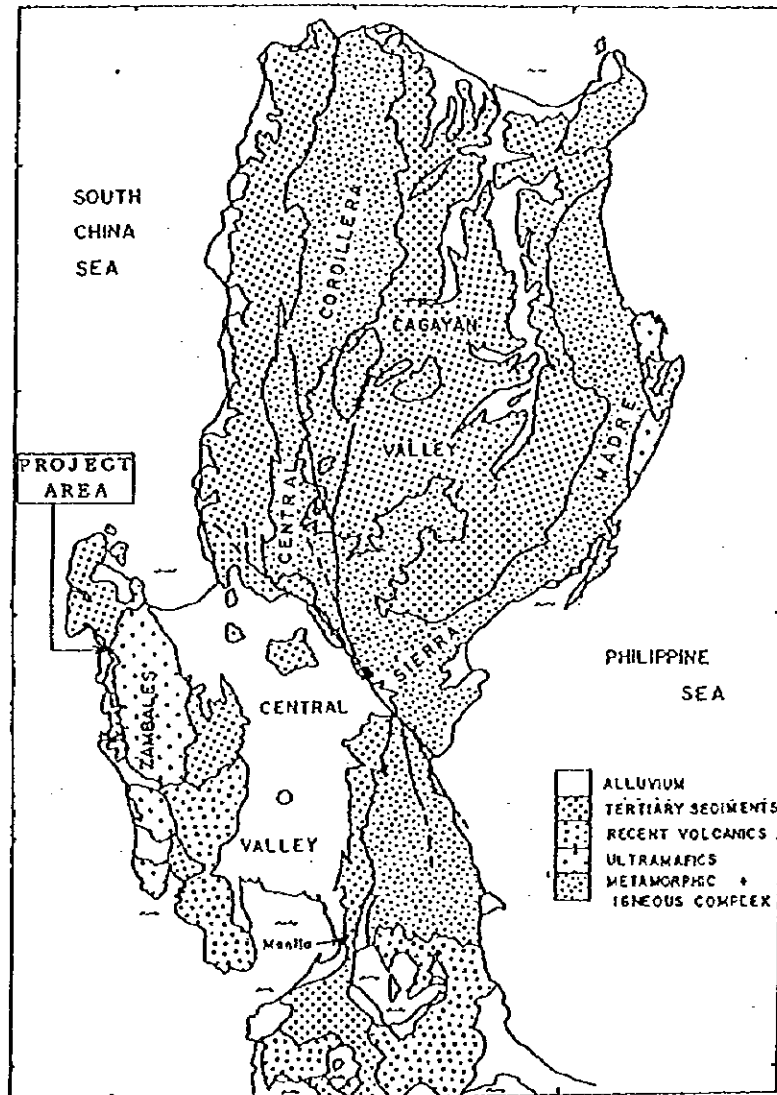 SOUTH
CHINA
SEA
CORDILLERA
CENTRAL
CAGAYAN
VALLEY
MADRE
SIERRA
PROJECT
AREA
ZAMBALES
CENTRAL
VALLEY
PHILIPPINE
SEA
Manila
ALLUVIUM
TERTIARY SEDIMENTS
RECENT VOLCANICS
ULTRAMAFICS
METAMORPHIC +
IGNEOUS COMPLEX